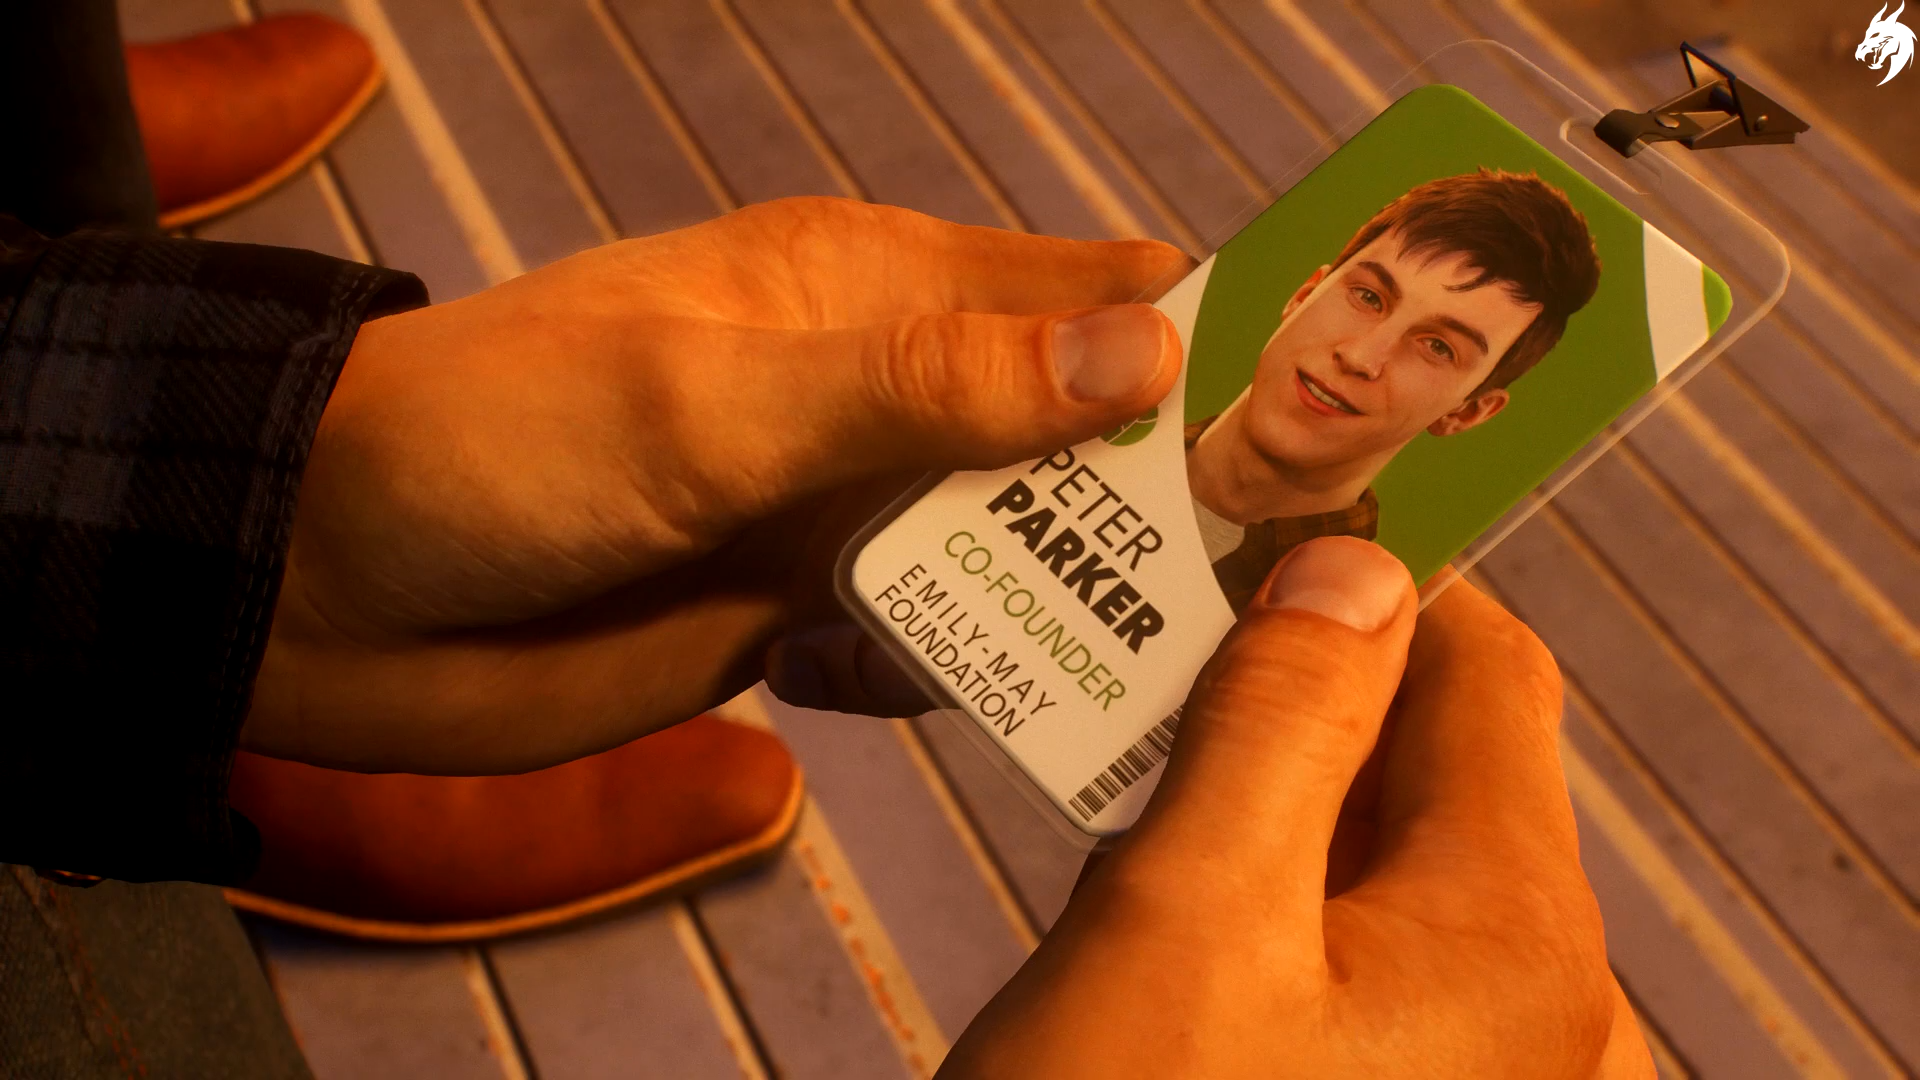 PETER
PARKER
CO-FOUNDER
EMILY-MAY
FOUNDATION